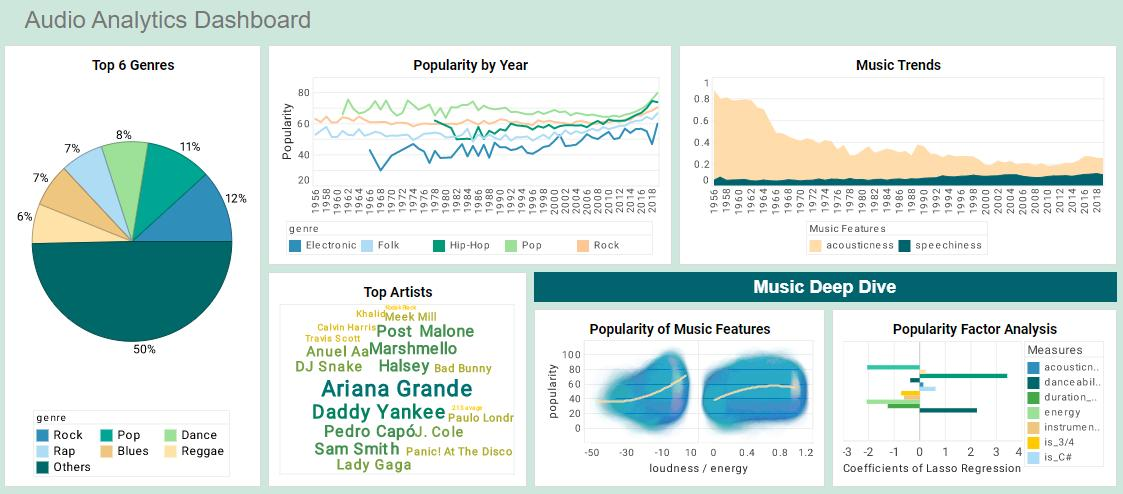 Audio Analytics Dashboard
Top 6 Genres
8%
11%
7%
7%
12%
6%
50%
genre
Rock Pop Dance
Rap Blues Reggae
Others
Popularity by Year
Popularity
80
60
40
20
1956 1958 1960 1962 1964 1966 1968 1970 1972 1974 1976 1978 1980 1982 1984 1986 1988 1990 1992 1994 1996 1998 2000 2002 2004 2006 2008 2010 2012 2014 2016 2018
genre
Electronic Folk Hip-Hop Pop Rock
Music Trends
1
0.8
0.6
0.4
0.2
0
1956 1958 1960 1962 1964 1966 1968 1970 1972 1974 1976 1978 1980 1982 1984 1986 1988 1990 1992 1994 1996 1998 2000 2002 2004 2006 2008 2010 2012 2014 2016 2018
Music Features
acousticness speechiness
Top Artists
Kodak Black
Khalid Meek Mill
Calvin Harris Post Malone
Travis Scott
Anuel Aa Marshmello
DJ Snake Halsey Bad Bunny
Ariana Grande
Daddy Yankee 21 Savage
Paulo Londr
Pedro Capó J. Cole
Sam Smith Panic! At The Disco
Lady Gaga
Music Deep Dive
Popularity of Music Features
popularity
100
80
60
40
20
0
-50 -30 -10 10 0 0.4 0.8 1.2
loudness / energy
Popularity Factor Analysis
-3 -2 -1 0 1 2 3 4
Coefficients of Lasso Regression
Measures
acousticn..
danceabil..
duration_..
energy
instrumen..
is_3/4
is_C#